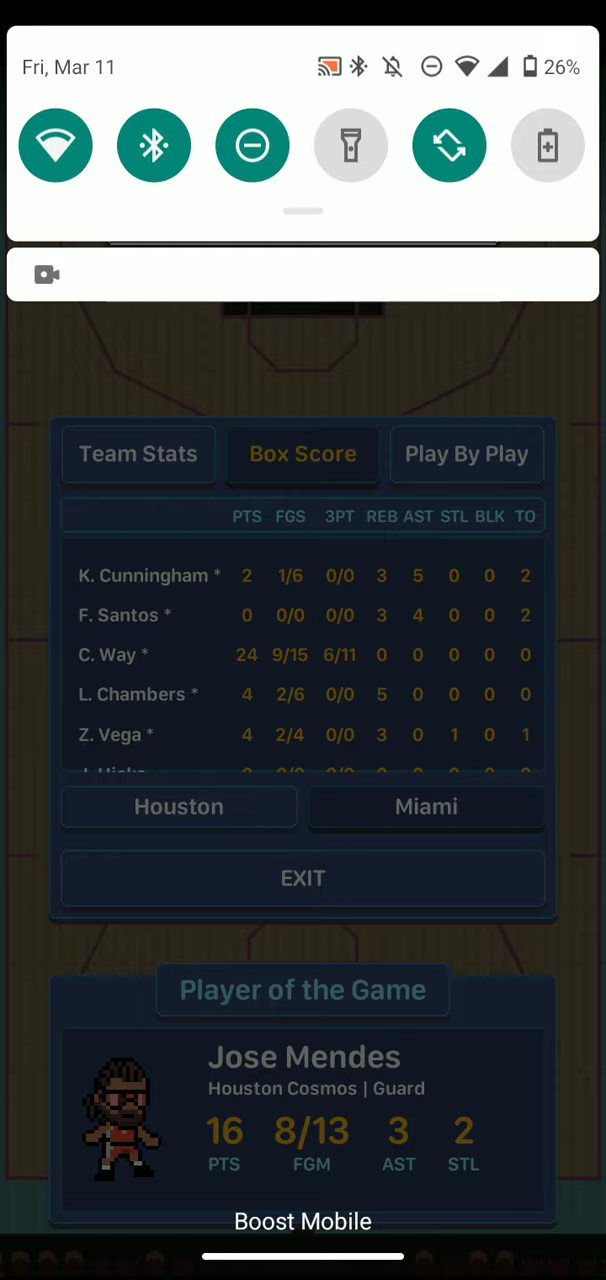 Fri, Mar 11 26%
Team Stats Box Score Play By Play
PTS FGS 3PT REB AST STL BLK TO
K. Cunningham * 2 1/6 0/0 3 5 0 0 2
F. Santos * 0 0/0 0/0 3 4 0 0 2
C. Way * 24 9/15 6/11 0 0 0 0 0
L. Chambers * 4 2/6 0/0 5 0 0 0 0
Z. Vega * 4 2/4 0/0 3 0 1 0 1
Houston Miami
EXIT
Player of the Game
Jose Mendes
Houston Cosmos | Guard
16 8/13 3 2
PTS FGM AST STL
Boost Mobile